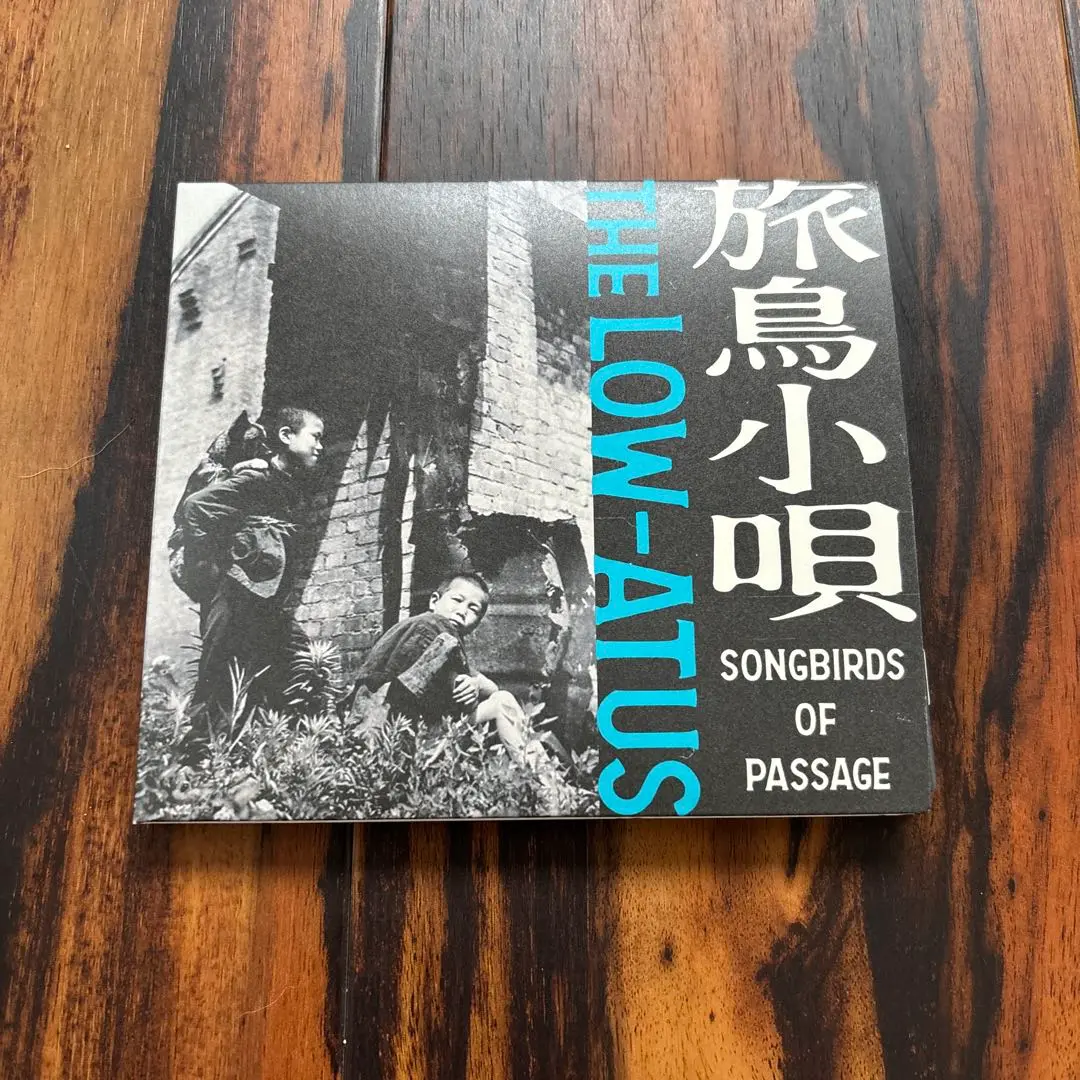 旅鳥小唄
THE LOW-ATUS
SONGBIRDS
OF
PASSAGE